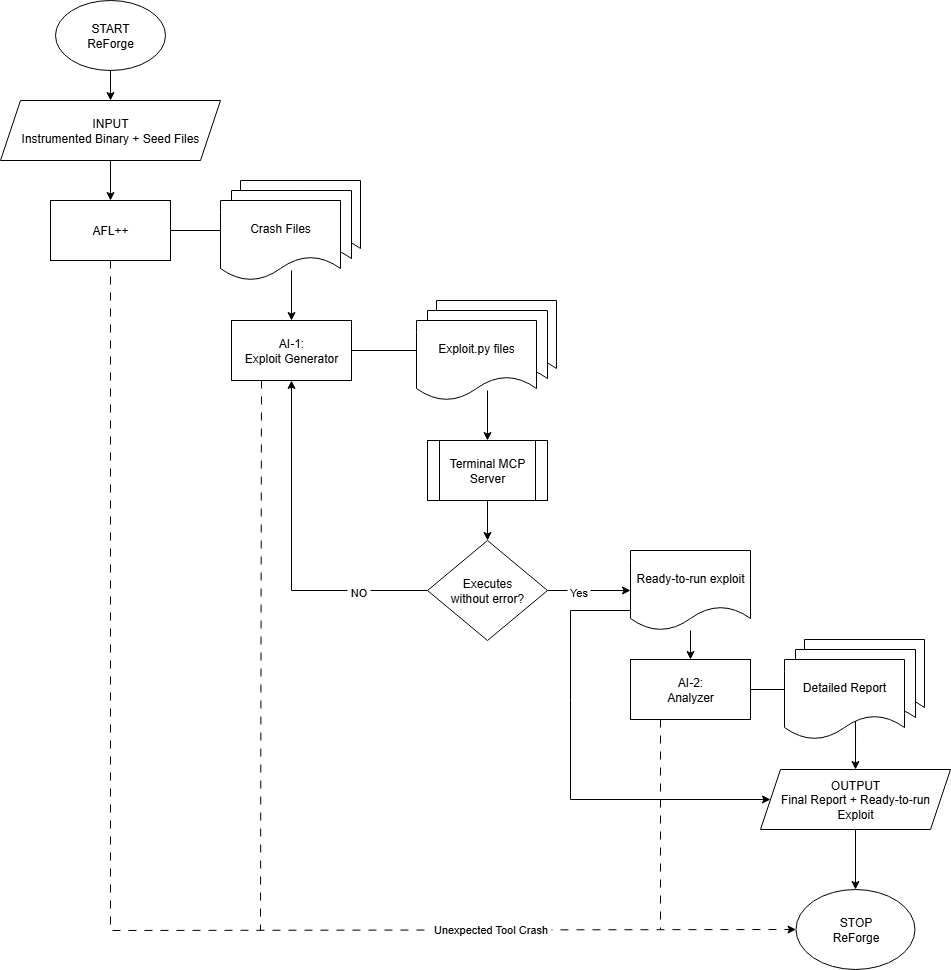 START
ReForge
INPUT
Instrumented Binary + Seed Files
AFL++
Crash Files
AI-1:
Exploit Generator
Exploit.py files
Terminal MCP
Server
Executes
without error?
NO
Yes
Ready-to-run exploit
AI-2:
Analyzer
Detailed Report
OUTPUT
Final Report + Ready-to-run
Exploit
Unexpected Tool Crash
STOP
ReForge